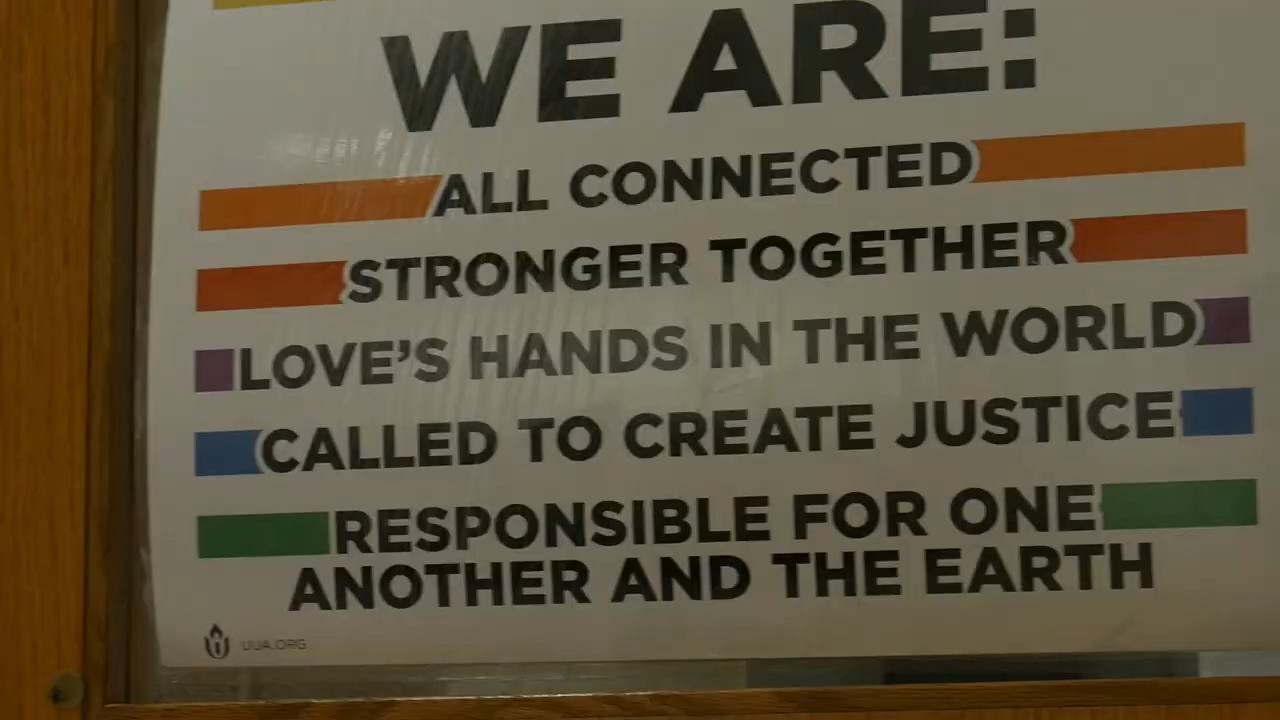 WE ARE:
ALL CONNECTED
STRONGER TOGETHER
LOVE'S HANDS IN THE WORLD
CALLED TO CREATE JUSTICE
RESPONSIBLE FOR ONE
ANOTHER AND THE EARTH
UUA.ORG